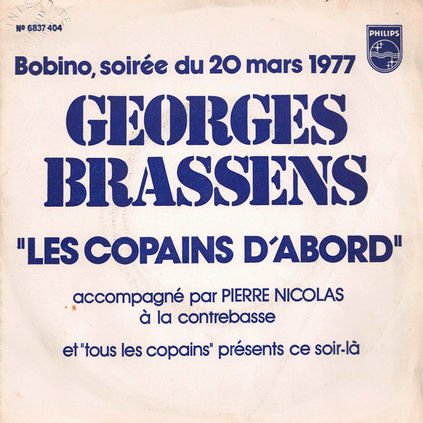 Nº 6837 404
PHILIPS
Bobino, soirée du 20 mars 1977
GEORGES
BRASSENS
"LES COPAINS D'ABORD"
accompagné par PIERRE NICOLAS
à la contrebasse
et "tous les copains" présents ce soir-là